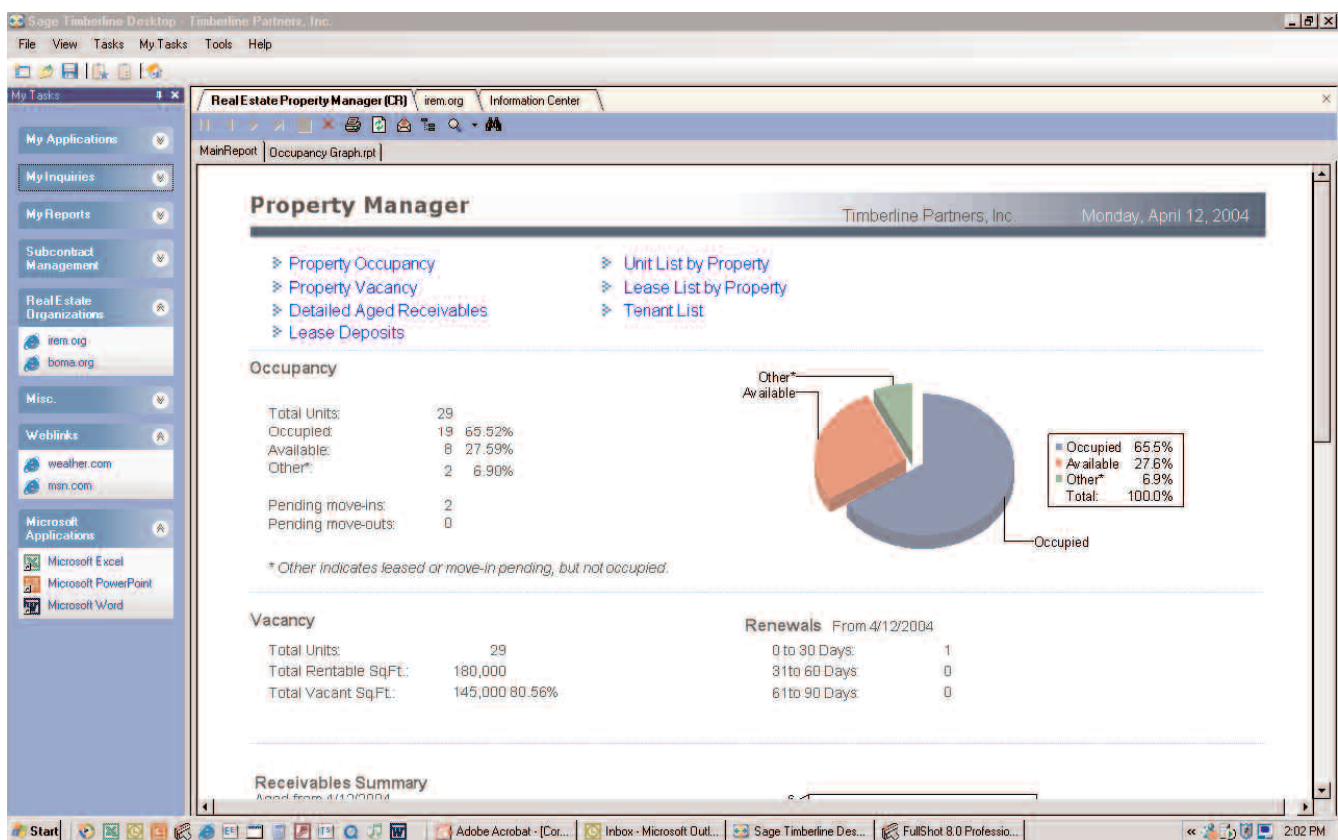 Sage Timberline Desktop - Timberline Partners, Inc.
File View Tasks My Tasks Tools Help
My Tasks
My Applications
My Inquiries
My Reports
Subcontract
Management
Real Estate
Organizations
irem.org
boma.org
Misc.
Weblinks
weather.com
msn.com
Microsoft
Applications
Microsoft Excel
Microsoft PowerPoint
Microsoft Word
Real Estate Property Manager (CR) irem.org Information Center
MainReport Occupancy Graph.rpt
Property Manager
Timberline Partners, Inc. Monday, April 12, 2004
Property Occupancy
Property Vacancy
Detailed Aged Receivables
Lease Deposits
Unit List by Property
Lease List by Property
Tenant List
Occupancy
Total Units: 29
Occupied: 19 65.52%
Available: 8 27.59%
Other*: 2 6.90%
Pending move-ins: 2
Pending move-outs: 0
* Other indicates leased or move-in pending, but not occupied.
Other*
Available
Occupied
Occupied 65.5%
Available 27.6%
Other* 6.9%
Total: 100.0%
Vacancy
Total Units: 29
Total Rentable SqFt.: 180,000
Total Vacant SqFt.: 145,000 80.56%
Renewals From 4/12/2004
0 to 30 Days: 1
31to 60 Days: 0
61to 90 Days: 0
Receivables Summary
Aged from 4/12/2004
Start Adobe Acrobat - [Cor... Inbox - Microsoft Outl... Sage Timberline Des... FullShot 8.0 Professio... 2:02 PM